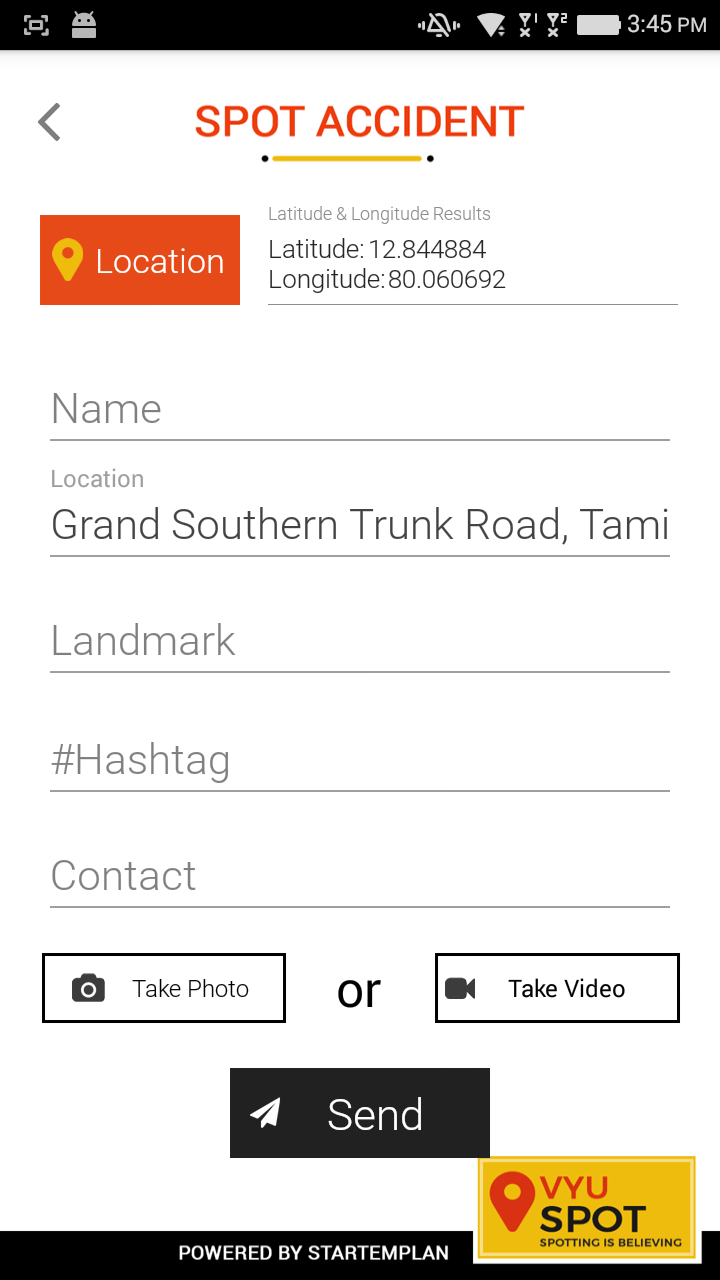 3:45 PM
SPOT ACCIDENT
Latitude & Longitude Results
Location
Latitude: 12.844884
Longitude: 80.060692
Name
Location
Grand Southern Trunk Road, Tami
Landmark
#Hashtag
Contact
Take Photo
or
Take Video
Send
VYU
SPOT
SPOTTING IS BELIEVING
POWERED BY STARTEMPLAN